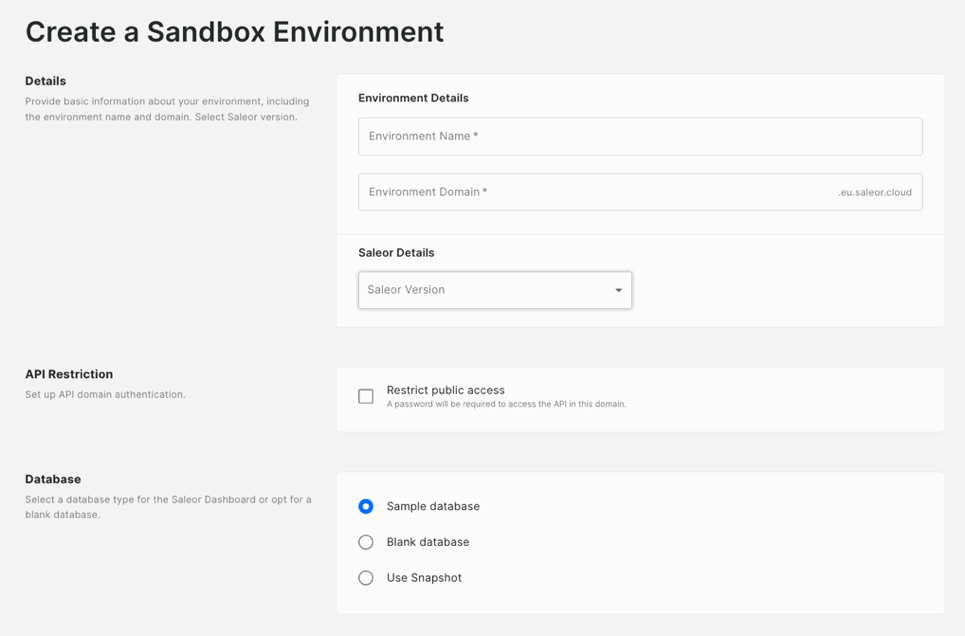 Create a Sandbox Environment
Details
Provide basic information about your environment, including
the environment name and domain. Select Saleor version.
Environment Details
Environment Name *
Environment Domain *
.eu.saleor.cloud
Saleor Details
Saleor Version
API Restriction
Set up API domain authentication.
Restrict public access
A password will be required to access the API in this domain.
Database
Select a database type for the Saleor Dashboard or opt for a
blank database.
Sample database
Blank database
Use Snapshot